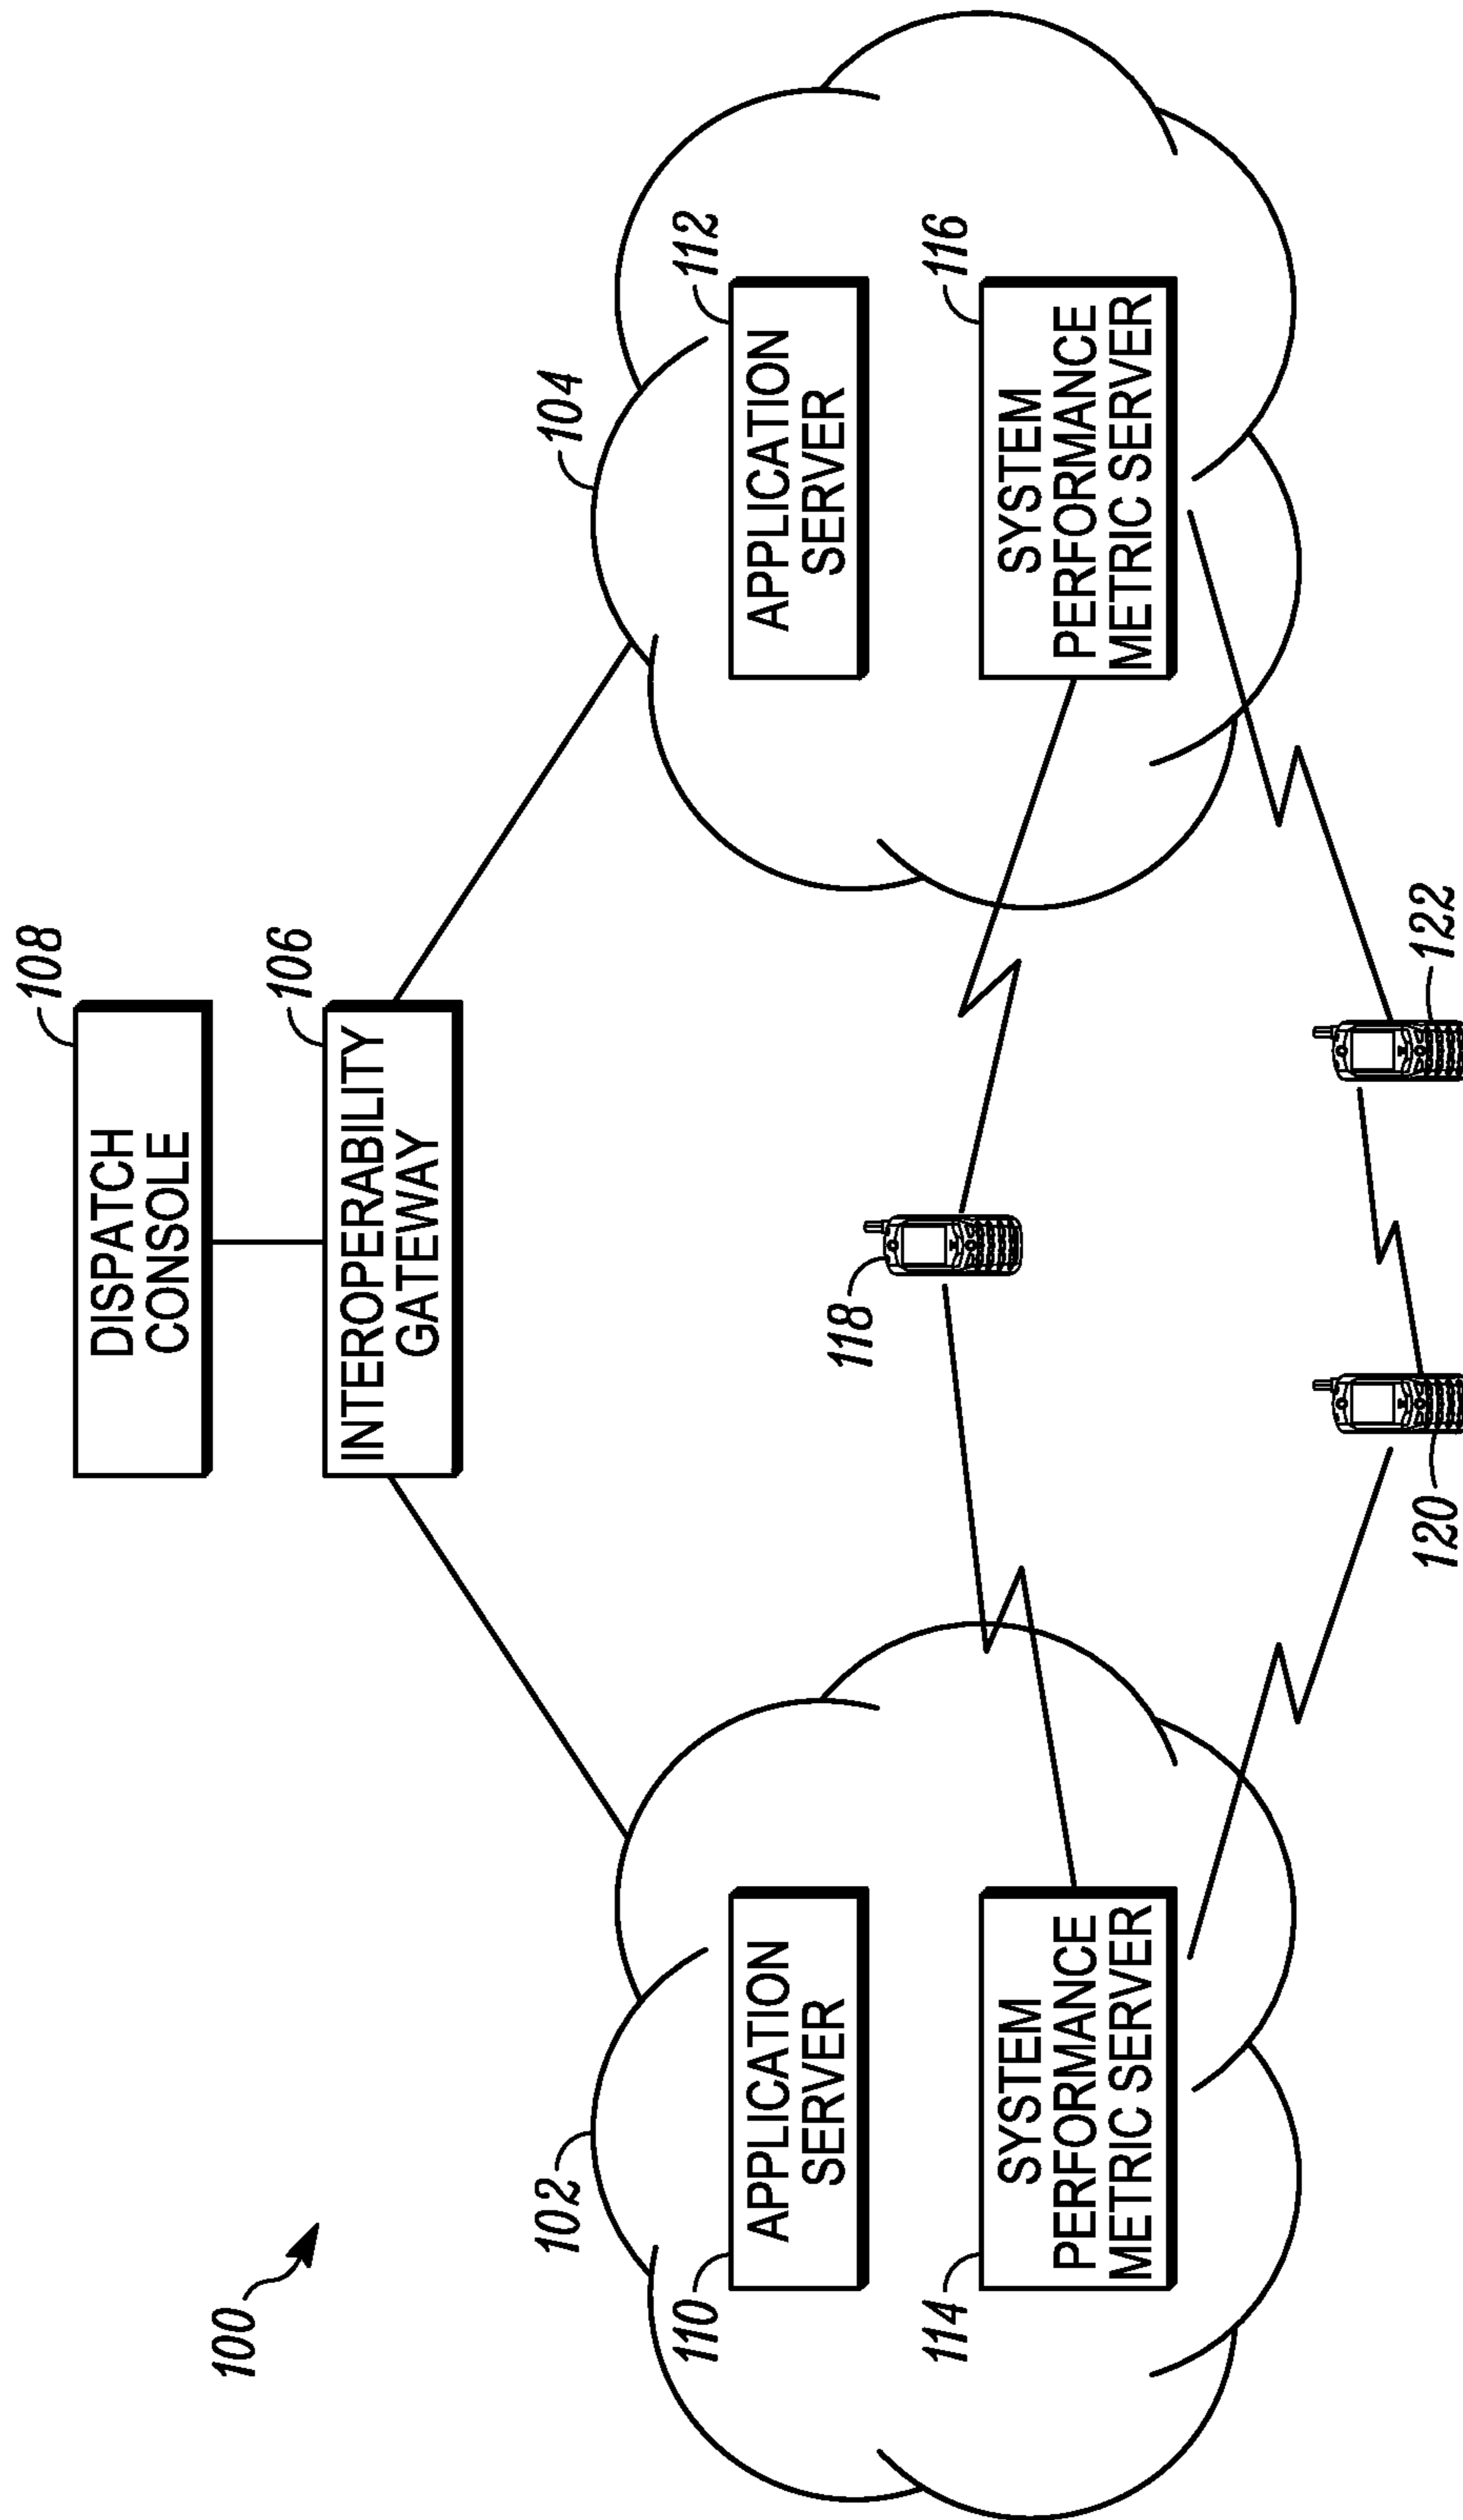 108
DISPATCH
CONSOLE
106
INTEROPERABILITY
GATEWAY
100
102
110
APPLICATION
SERVER
114
SYSTEM
PERFORMANCE
METRIC SERVER
104
112
APPLICATION
SERVER
116
SYSTEM
PERFORMANCE
METRIC SERVER
118
120
122